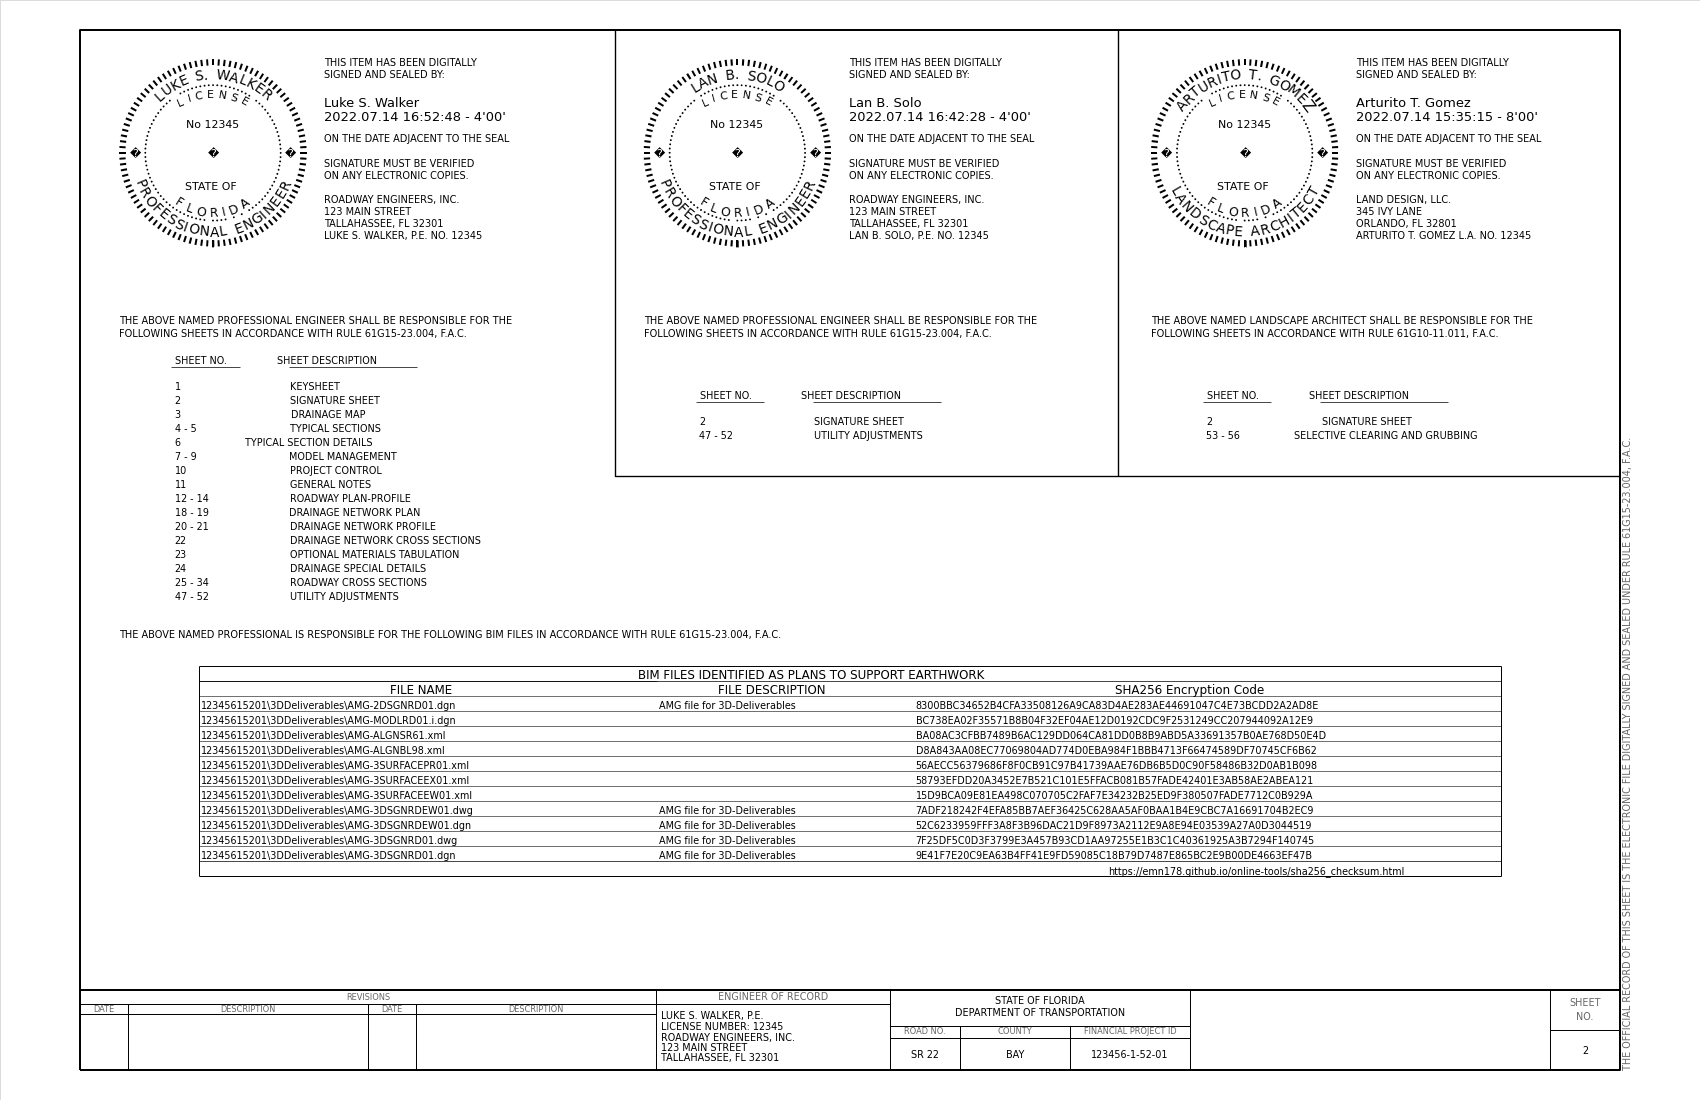 LUKE S. WALKER
LICENSE
No 12345
STATE OF
FLORIDA
PROFESSIONAL ENGINEER
THIS ITEM HAS BEEN DIGITALLY
SIGNED AND SEALED BY:
Luke S. Walker
2022.07.14 16:52:48 - 4'00'
ON THE DATE ADJACENT TO THE SEAL
SIGNATURE MUST BE VERIFIED
ON ANY ELECTRONIC COPIES.
ROADWAY ENGINEERS, INC.
123 MAIN STREET
TALLAHASSEE, FL 32301
LUKE S. WALKER, P.E. NO. 12345
THE ABOVE NAMED PROFESSIONAL ENGINEER SHALL BE RESPONSIBLE FOR THE
FOLLOWING SHEETS IN ACCORDANCE WITH RULE 61G15-23.004, F.A.C.
SHEET NO. SHEET DESCRIPTION
1 KEYSHEET
2 SIGNATURE SHEET
3 DRAINAGE MAP
4 - 5 TYPICAL SECTIONS
6 TYPICAL SECTION DETAILS
7 - 9 MODEL MANAGEMENT
10 PROJECT CONTROL
11 GENERAL NOTES
12 - 14 ROADWAY PLAN-PROFILE
18 - 19 DRAINAGE NETWORK PLAN
20 - 21 DRAINAGE NETWORK PROFILE
22 DRAINAGE NETWORK CROSS SECTIONS
23 OPTIONAL MATERIALS TABULATION
24 DRAINAGE SPECIAL DETAILS
25 - 34 ROADWAY CROSS SECTIONS
47 - 52 UTILITY ADJUSTMENTS
LAN B. SOLO
LICENSE
No 12345
STATE OF
FLORIDA
PROFESSIONAL ENGINEER
THIS ITEM HAS BEEN DIGITALLY
SIGNED AND SEALED BY:
Lan B. Solo
2022.07.14 16:42:28 - 4'00'
ON THE DATE ADJACENT TO THE SEAL
SIGNATURE MUST BE VERIFIED
ON ANY ELECTRONIC COPIES.
ROADWAY ENGINEERS, INC.
123 MAIN STREET
TALLAHASSEE, FL 32301
LAN B. SOLO, P.E. NO. 12345
THE ABOVE NAMED PROFESSIONAL ENGINEER SHALL BE RESPONSIBLE FOR THE
FOLLOWING SHEETS IN ACCORDANCE WITH RULE 61G15-23.004, F.A.C.
SHEET NO. SHEET DESCRIPTION
2 SIGNATURE SHEET
47 - 52 UTILITY ADJUSTMENTS
ARTURITO T. GOMEZ
LICENSE
No 12345
STATE OF
FLORIDA
LANDSCAPE ARCHITECT
THIS ITEM HAS BEEN DIGITALLY
SIGNED AND SEALED BY:
Arturito T. Gomez
2022.07.14 15:35:15 - 8'00'
ON THE DATE ADJACENT TO THE SEAL
SIGNATURE MUST BE VERIFIED
ON ANY ELECTRONIC COPIES.
LAND DESIGN, LLC.
345 IVY LANE
ORLANDO, FL 32801
ARTURITO T. GOMEZ L.A. NO. 12345
THE ABOVE NAMED LANDSCAPE ARCHITECT SHALL BE RESPONSIBLE FOR THE
FOLLOWING SHEETS IN ACCORDANCE WITH RULE 61G10-11.011, F.A.C.
SHEET NO. SHEET DESCRIPTION
2 SIGNATURE SHEET
53 - 56 SELECTIVE CLEARING AND GRUBBING
THE ABOVE NAMED PROFESSIONAL IS RESPONSIBLE FOR THE FOLLOWING BIM FILES IN ACCORDANCE WITH RULE 61G15-23.004, F.A.C.
BIM FILES IDENTIFIED AS PLANS TO SUPPORT EARTHWORK
FILE NAME FILE DESCRIPTION SHA256 Encryption Code
12345615201\3DDeliverables\AMG-2DSGNRD01.dgn AMG file for 3D-Deliverables 8300BBC34652B4CFA33508126A9CA83D4AE283AE44691047C4E73BCDD2A2AD8E
12345615201\3DDeliverables\AMG-MODLRD01.i.dgn BC738EA02F35571B8B04F32EF04AE12D0192CDC9F2531249CC207944092A12E9
12345615201\3DDeliverables\AMG-ALGNSR61.xml BA08AC3CFBB7489B6AC129DD064CA81DD0B8B9ABD5A33691357B0AE768D50E4D
12345615201\3DDeliverables\AMG-ALGNBL98.xml D8A843AA08EC77069804AD774D0EBA984F1BBB4713F66474589DF70745CF6B62
12345615201\3DDeliverables\AMG-3SURFACEPR01.xml 56AECC56379686F8F0CB91C97B41739AAE76DB6B5D0C90F58486B32D0AB1B098
12345615201\3DDeliverables\AMG-3SURFACEEX01.xml 58793EFDD20A3452E7B521C101E5FFACB081B57FADE42401E3AB58AE2ABEA121
12345615201\3DDeliverables\AMG-3SURFACEEW01.xml 15D9BCA09E81EA498C070705C2FAF7E34232B25ED9F380507FADE7712C0B929A
12345615201\3DDeliverables\AMG-3DSGNRDEW01.dwg AMG file for 3D-Deliverables 7ADF218242F4EFA85BB7AEF36425C628AA5AF0BAA1B4E9CBC7A16691704B2EC9
12345615201\3DDeliverables\AMG-3DSGNRDEW01.dgn AMG file for 3D-Deliverables 52C6233959FFF3A8F3B96DAC21D9F8973A2112E9A8E94E03539A27A0D3044519
12345615201\3DDeliverables\AMG-3DSGNRD01.dwg AMG file for 3D-Deliverables 7F25DF5C0D3F3799E3A457B93CD1AA97255E1B3C1C40361925A3B7294F140745
12345615201\3DDeliverables\AMG-3DSGNRD01.dgn AMG file for 3D-Deliverables 9E41F7E20C9EA63B4FF41E9FD59085C18B79D7487E865BC2E9B00DE4663EF47B
https://emn178.github.io/online-tools/sha256_checksum.html
REVISIONS
DATE DESCRIPTION DATE DESCRIPTION
ENGINEER OF RECORD
LUKE S. WALKER, P.E.
LICENSE NUMBER: 12345
ROADWAY ENGINEERS, INC.
123 MAIN STREET
TALLAHASSEE, FL 32301
STATE OF FLORIDA
DEPARTMENT OF TRANSPORTATION
ROAD NO. COUNTY FINANCIAL PROJECT ID
SR 22 BAY 123456-1-52-01
SHEET
NO.
2
THE OFFICIAL RECORD OF THIS SHEET IS THE ELECTRONIC FILE DIGITALLY SIGNED AND SEALED UNDER RULE 61G15-23.004, F.A.C.